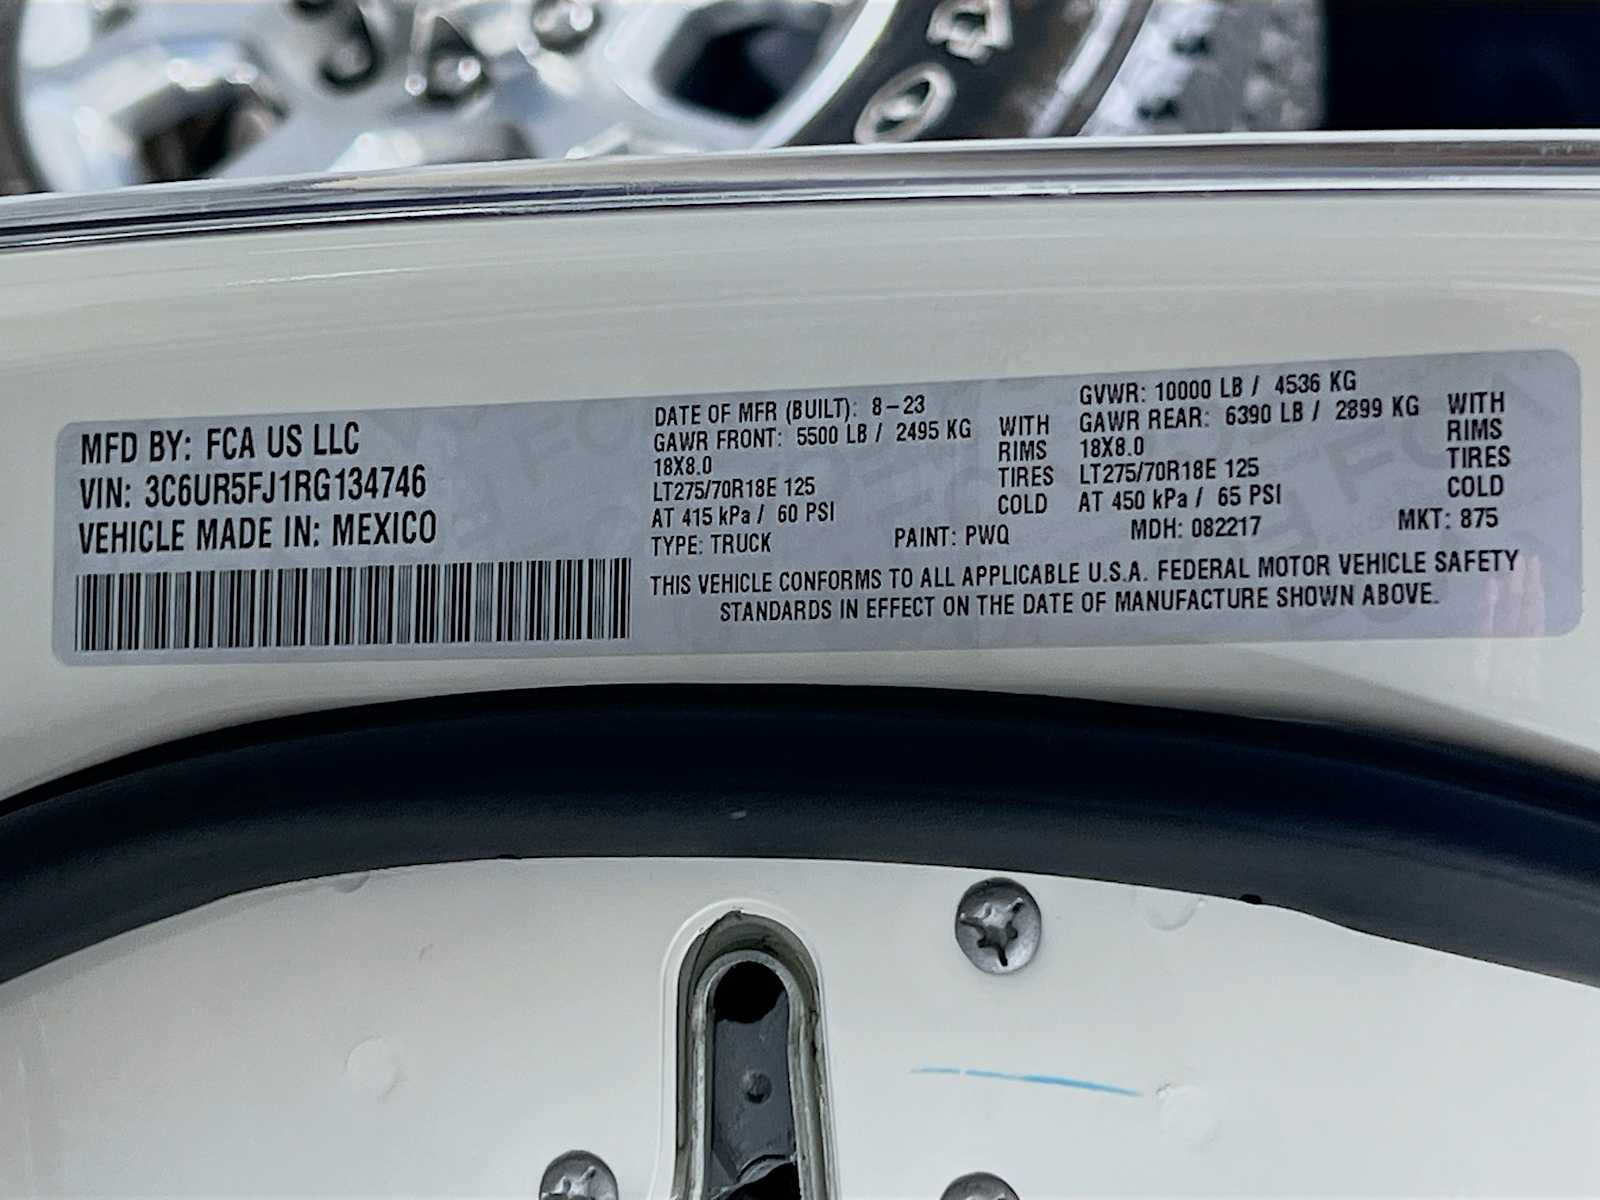 MFD BY: FCA US LLC
VIN: 3C6UR5FJ1RG134746
VEHICLE MADE IN: MEXICO
DATE OF MFR (BUILT): 8-23
GAWR FRONT: 5500 LB / 2495 KG WITH
18X8.0 RIMS
LT275/70R18E 125 TIRES
AT 415 kPa / 60 PSI COLD
GVWR: 10000 LB / 4536 KG
GAWR REAR: 6390 LB / 2899 KG WITH
18X8.0 RIMS
LT275/70R18E 125 TIRES
AT 450 kPa / 65 PSI COLD
TYPE: TRUCK PAINT: PWQ MDH: 082217 MKT: 875
THIS VEHICLE CONFORMS TO ALL APPLICABLE U.S.A. FEDERAL MOTOR VEHICLE SAFETY
STANDARDS IN EFFECT ON THE DATE OF MANUFACTURE SHOWN ABOVE.